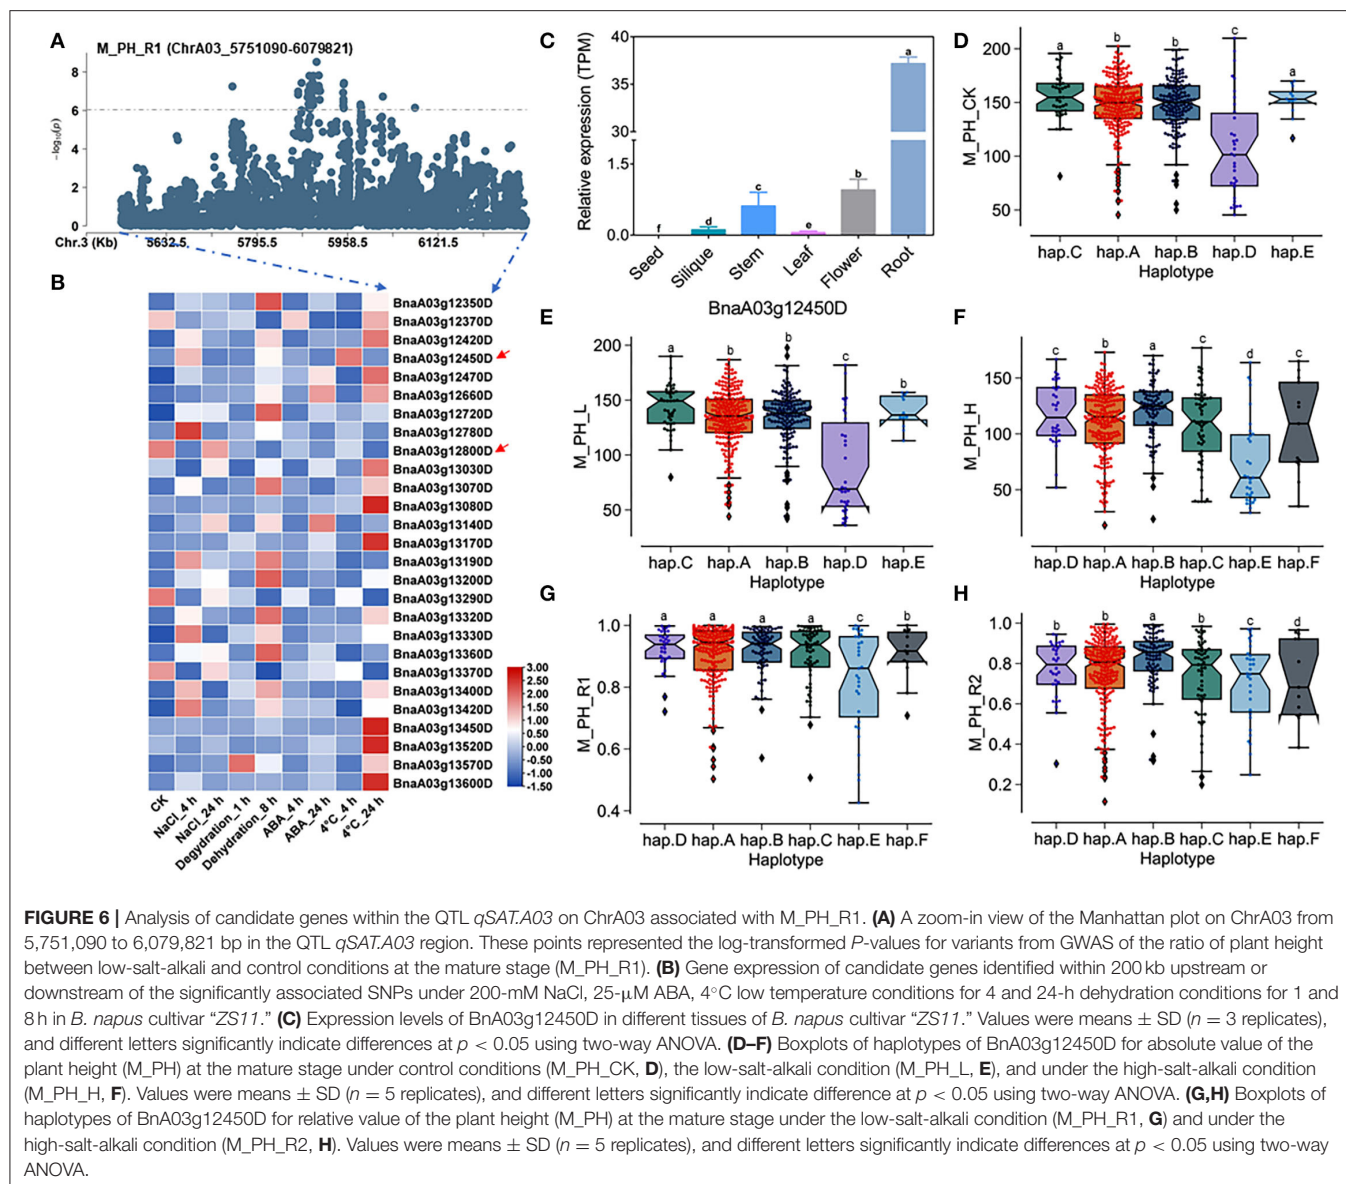 A
M_PH_R1 (ChrA03_5751090-6079821)
8
6
4
2
0
-log10(p)
Chr.3 (Kb)
5632.5
5795.5
5958.5
6121.5
B
BnaA03g12350D
BnaA03g12370D
BnaA03g12420D
BnaA03g12450D
BnaA03g12470D
BnaA03g12660D
BnaA03g12720D
BnaA03g12780D
BnaA03g12800D
BnaA03g13030D
BnaA03g13070D
BnaA03g13080D
BnaA03g13140D
BnaA03g13170D
BnaA03g13190D
BnaA03g13200D
BnaA03g13290D
BnaA03g13320D
BnaA03g13330D
BnaA03g13360D
BnaA03g13370D
BnaA03g13400D
BnaA03g13420D
BnaA03g13450D
BnaA03g13520D
BnaA03g13570D
BnaA03g13600D
CK
NaCl_4 h
NaCl_24 h
Degydration_1 h
Dehydration_8 h
ABA_4 h
ABA_24 h
4°C_4 h
4°C_24 h
3.00
2.50
2.00
1.50
1.00
0.50
0.00
-0.50
-1.00
-1.50
C
Relative expression (TPM)
40
35
30
1.5
0.0
f
d
c
e
b
a
Seed
Silique
Stem
Leaf
Flower
Root
BnaA03g12450D
D
M_PH_CK
200
150
100
50
a
b
b
c
a
hap.C
hap.A
hap.B
hap.D
hap.E
Haplotype
E
M_PH_L
200
150
100
50
a
b
b
c
b
hap.C
hap.A
hap.B
hap.D
hap.E
Haplotype
F
M_PH_H
150
100
50
c
b
a
c
d
c
hap.D
hap.A
hap.B
hap.C
hap.E
hap.F
Haplotype
G
M_PH_R1
1.0
0.8
0.6
0.4
a
a
a
a
c
b
hap.D
hap.A
hap.B
hap.C
hap.E
hap.F
Haplotype
H
M_PH_R2
1.0
0.8
0.6
0.4
0.2
b
b
a
b
c
d
hap.D
hap.A
hap.B
hap.C
hap.E
hap.F
Haplotype
FIGURE 6 | Analysis of candidate genes within the QTL qSAT.A03 on ChrA03 associated with M_PH_R1. (A) A zoom-in view of the Manhattan plot on ChrA03 from
5,751,090 to 6,079,821 bp in the QTL qSAT.A03 region. These points represented the log-transformed P-values for variants from GWAS of the ratio of plant height
between low-salt-alkali and control conditions at the mature stage (M_PH_R1). (B) Gene expression of candidate genes identified within 200 kb upstream or
downstream of the significantly associated SNPs under 200-mM NaCl, 25-μM ABA, 4°C low temperature conditions for 4 and 24-h dehydration conditions for 1 and
8 h in B. napus cultivar “ZS11.” (C) Expression levels of BnA03g12450D in different tissues of B. napus cultivar “ZS11.” Values were means ± SD (n = 3 replicates),
and different letters significantly indicate differences at p < 0.05 using two-way ANOVA. (D–F) Boxplots of haplotypes of BnA03g12450D for absolute value of the
plant height (M_PH) at the mature stage under control conditions (M_PH_CK, D), the low-salt-alkali condition (M_PH_L, E), and under the high-salt-alkali condition
(M_PH_H, F). Values were means ± SD (n = 5 replicates), and different letters significantly indicate difference at p < 0.05 using two-way ANOVA. (G,H) Boxplots of
haplotypes of BnA03g12450D for relative value of the plant height (M_PH) at the mature stage under the low-salt-alkali condition (M_PH_R1, G) and under the
high-salt-alkali condition (M_PH_R2, H). Values were means ± SD (n = 5 replicates), and different letters significantly indicate differences at p < 0.05 using two-way
ANOVA.